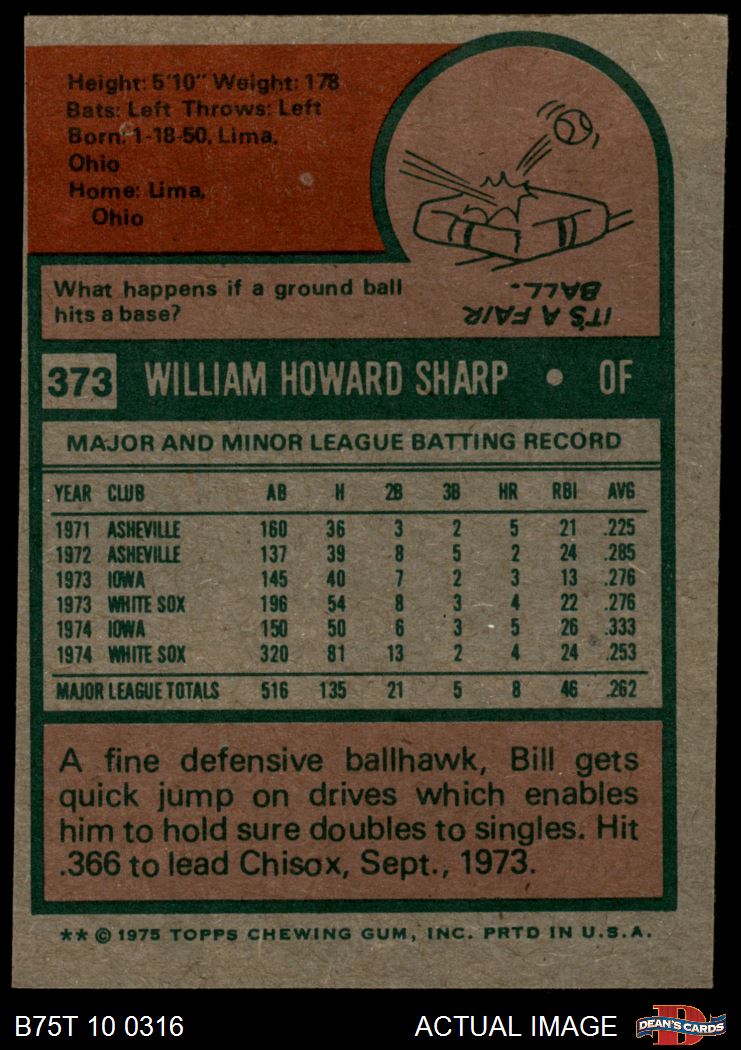 Height: 5'10" Weight: 178
Bats: Left Throws: Left
Born: 1-18-50, Lima,
Ohio
Home: Lima,
Ohio
What happens if a ground ball
hits a base?
IT'S A FAIR
BALL.
373 WILLIAM HOWARD SHARP • OF
MAJOR AND MINOR LEAGUE BATTING RECORD
YEAR CLUB AB H 2B 3B HR RBI AVG
1971 ASHEVILLE 160 36 3 2 5 21 .225
1972 ASHEVILLE 137 39 8 5 2 24 .285
1973 IOWA 145 40 7 2 3 13 .276
1973 WHITE SOX 196 54 8 3 4 22 .276
1974 IOWA 150 50 6 3 5 26 .333
1974 WHITE SOX 320 81 13 2 4 24 .253
MAJOR LEAGUE TOTALS 516 135 21 5 8 46 .262
A fine defensive ballhawk, Bill gets
quick jump on drives which enables
him to hold sure doubles to singles. Hit
.366 to lead Chisox, Sept., 1973.
** © 1975 TOPPS CHEWING GUM, INC. PRTD IN U.S.A.
B75T 10 0316 ACTUAL IMAGE DEAN'S CARDS